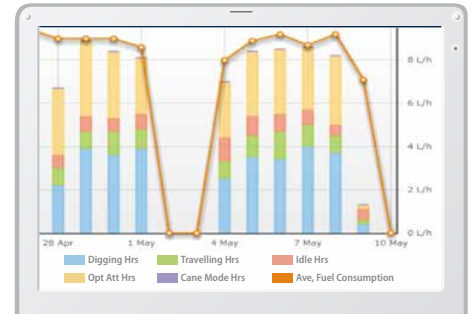 8 L/h
6 L/h
4 L/h
2 L/h
0 L/h
28 Apr 1 May 4 May 7 May 10 May
Digging Hrs Travelling Hrs Idle Hrs
Opt Att Hrs Cane Mode Hrs Ave, Fuel Consumption